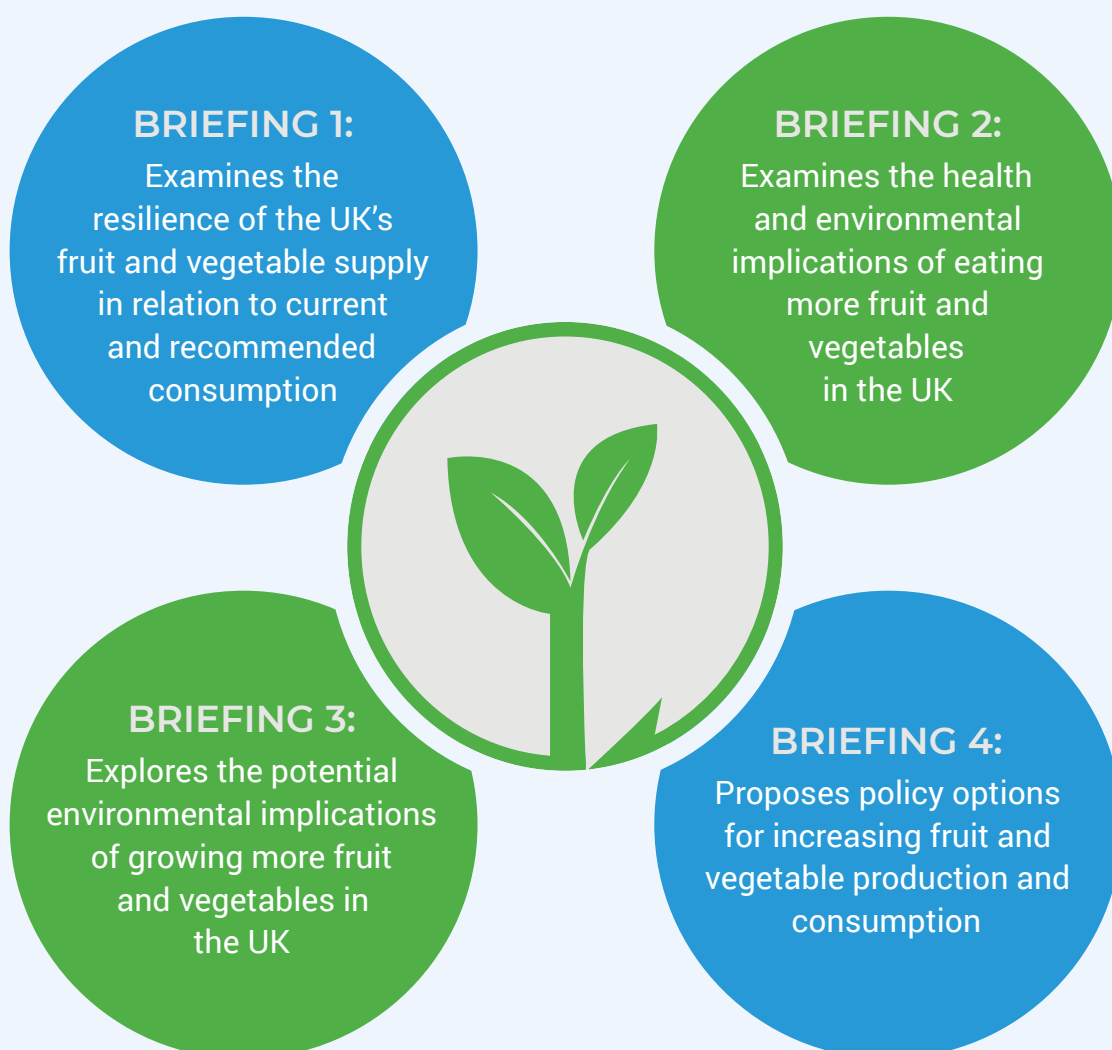 BRIEFING 1:
Examines the
resilience of the UK’s
fruit and vegetable supply
in relation to current
and recommended
consumption
BRIEFING 2:
Examines the health
and environmental
implications of eating
more fruit and
vegetables
in the UK
BRIEFING 3:
Explores the potential
environmental implications
of growing more fruit
and vegetables in
the UK
BRIEFING 4:
Proposes policy options
for increasing fruit and
vegetable production and
consumption